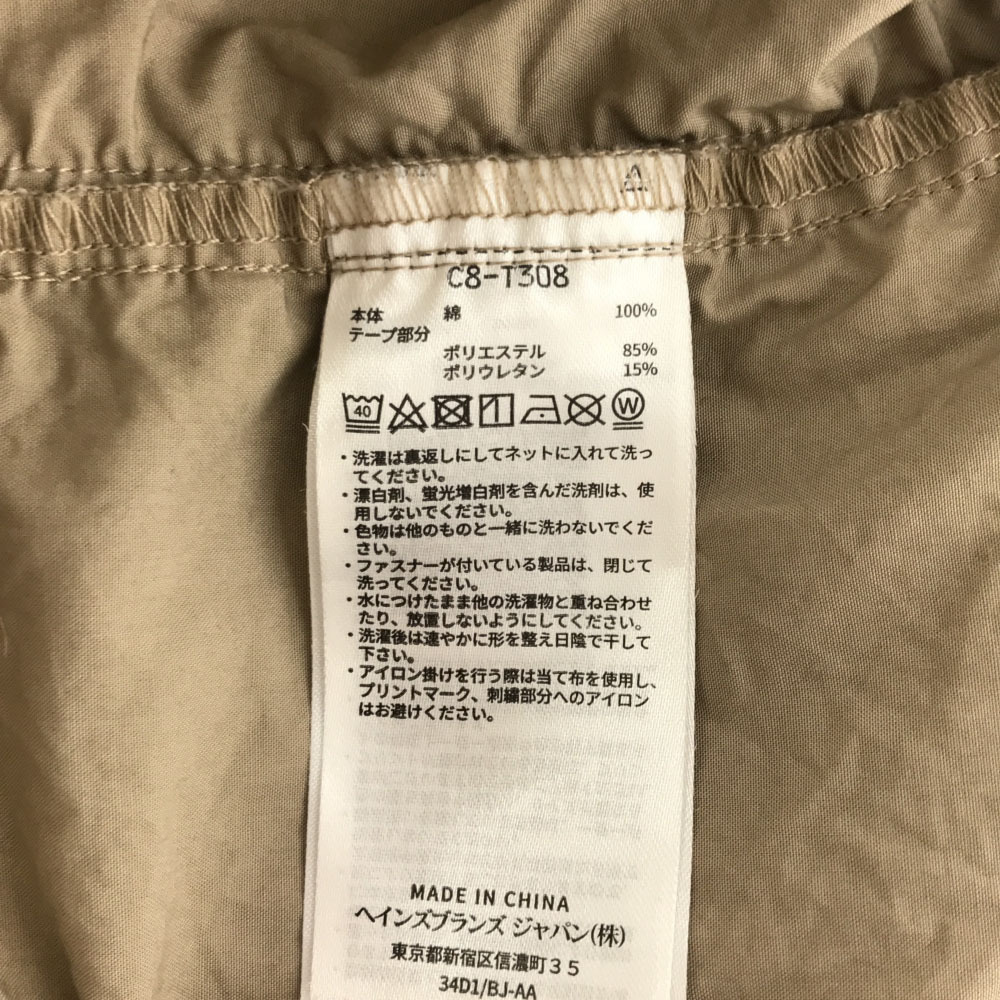 C8-T308
本体 綿 100%
テープ部分
ポリエステル 85%
ポリウレタン 15%
40 W
・洗濯は裏返しにしてネットに入れて洗っ
てください。
・漂白剤、蛍光増白剤を含んだ洗剤は、使
用しないでください。
・色物は他のものと一緒に洗わないでくだ
さい。
・ファスナーが付いている製品は、閉じて
洗ってください。
・水につけたまま他の洗濯物と重ね合わせ
たり、放置しないようにしてください。
・洗濯後は速やかに形を整え日陰で干して
下さい。
・アイロン掛けを行う際は当て布を使用し、
プリントマーク、刺繍部分へのアイロン
はお避けください。
MADE IN CHINA
ヘインズブランズ ジャパン(株)
東京都新宿区信濃町３５
34D1/BJ-AA